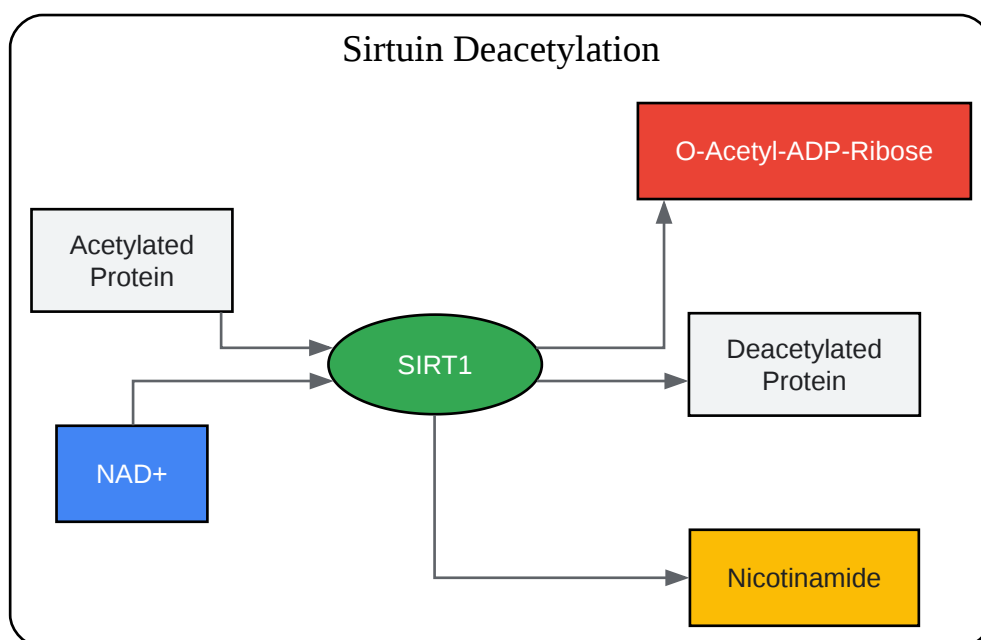 Sirtuin Deacetylation
O-Acetyl-ADP-Ribose
Acetylated
Protein
SIRT1
Deacetylated
Protein
NAD+
Nicotinamide